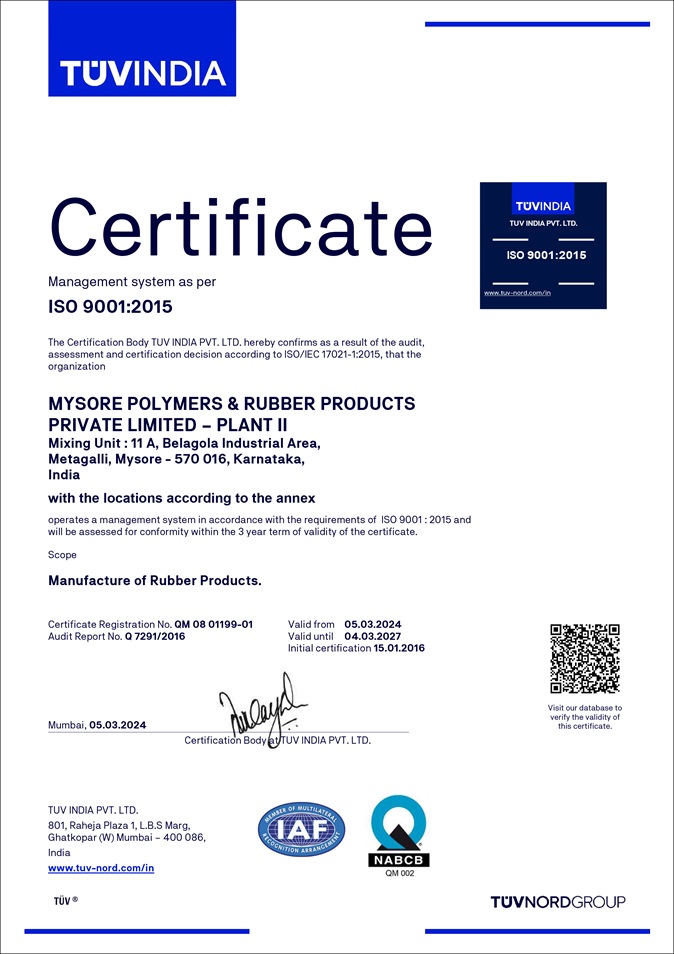 TÜVINDIA
Certificate
TÜVINDIA
TUV INDIA PVT. LTD.
ISO 9001:2015
www.tuv-nord.com/in
Management system as per
ISO 9001:2015
The Certification Body TUV INDIA PVT. LTD. hereby confirms as a result of the audit,
assessment and certification decision according to ISO/IEC 17021-1:2015, that the
organization
MYSORE POLYMERS & RUBBER PRODUCTS
PRIVATE LIMITED – PLANT II
Mixing Unit : 11 A, Belagola Industrial Area,
Metagalli, Mysore - 570 016, Karnataka,
India
with the locations according to the annex
operates a management system in accordance with the requirements of ISO 9001 : 2015 and
will be assessed for conformity within the 3 year term of validity of the certificate.
Scope
Manufacture of Rubber Products.
Certificate Registration No. QM 08 01199-01
Audit Report No. Q 7291/2016
Valid from 05.03.2024
Valid until 04.03.2027
Initial certification 15.01.2016
Visit our database to
verify the validity of
this certificate.
Mumbai, 05.03.2024
Certification Body at TUV INDIA PVT. LTD.
TUV INDIA PVT. LTD.
801, Raheja Plaza 1, L.B.S Marg,
Ghatkopar (W) Mumbai – 400 086,
India
www.tuv-nord.com/in
MEMBER OF MULTILATERAL
IAF
RECOGNITION ARRANGEMENT
NABCB
QM 002
TÜV ®
TÜVNORDGROUP